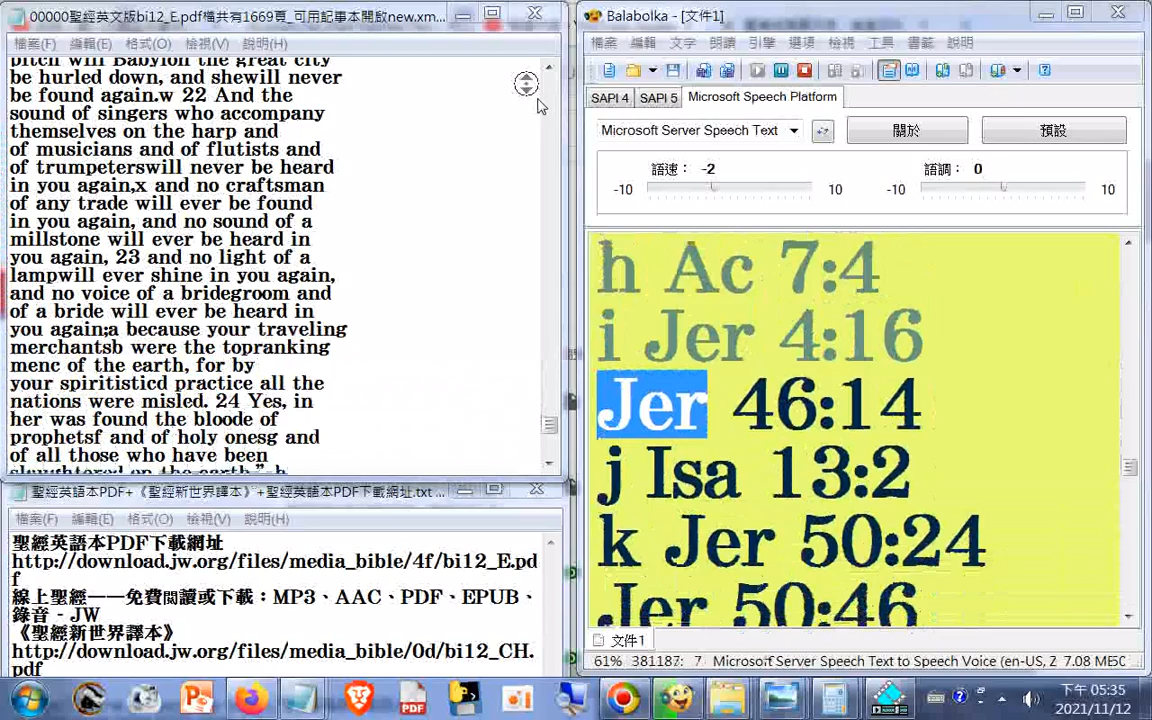 00000聖經英文版bi12_E.pdf檔共有1669頁_可用記事本開啟new.xm...
檔案(F) 編輯(E) 格式(O) 檢視(V) 說明(H)
pitch will Babylon the great city
be hurled down, and shewill never
be found again.w 22 And the
sound of singers who accompany
themselves on the harp and
of musicians and of flutists and
of trumpeterswill never be heard
in you again,x and no craftsman
of any trade will ever be found
in you again, and no sound of a
millstone will ever be heard in
you again, 23 and no light of a
lampwill ever shine in you again,
and no voice of a bridegroom and
of a bride will ever be heard in
you again;a because your traveling
merchantsb were the topranking
menc of the earth, for by
your spiritisticd practice all the
nations were misled. 24 Yes, in
her was found the bloode of
prophetsf and of holy onesg and
of all those who have been
slaughtered on the earth."-h
聖經英語本PDF+《聖經新世界譯本》+聖經英語本PDF下載網址.txt ...
檔案(F) 編輯(E) 格式(O) 檢視(V) 說明(H)
聖經英語本PDF下載網址
http://download.jw.org/files/media_bible/4f/bi12_E.pd
f
線上聖經──免費閱讀或下載：MP3、AAC、PDF、EPUB、
錄音 - JW
《聖經新世界譯本》
http://download.jw.org/files/media_bible/0d/bi12_CH.
pdf
Balabolka - [文件1]
檔案 編輯 文字 朗讀 引擎 選項 檢視 工具 書籤 說明
SAPI 4 SAPI 5 Microsoft Speech Platform
Microsoft Server Speech Text 關於 預設
語速： -2 語調： 0
-10 10 -10 10
h Ac 7:4
i Jer 4:16
Jer 46:14
j Isa 13:2
k Jer 50:24
Jer 50:46
文件1
61% 381187: 7 Microsoft Server Speech Text to Speech Voice (en-US, Z 7.08 ME
PDF
下午 05:35
2021/11/12